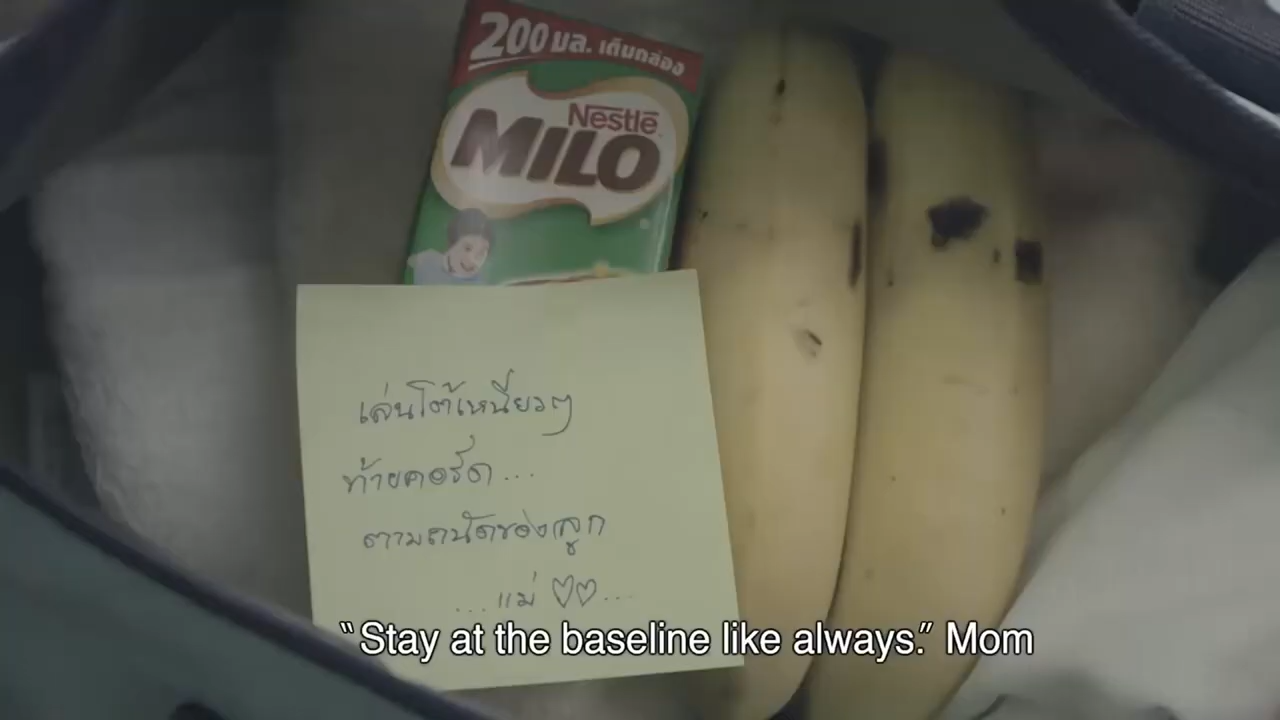 200 มล. เต็มกล่อง
Nestlé
MILO
เล่นโต้เหนียวๆ
ท้ายคอร์ด...
ตามถนัดของลูก
...แม่ ♡♡...
“Stay at the baseline like always.” Mom